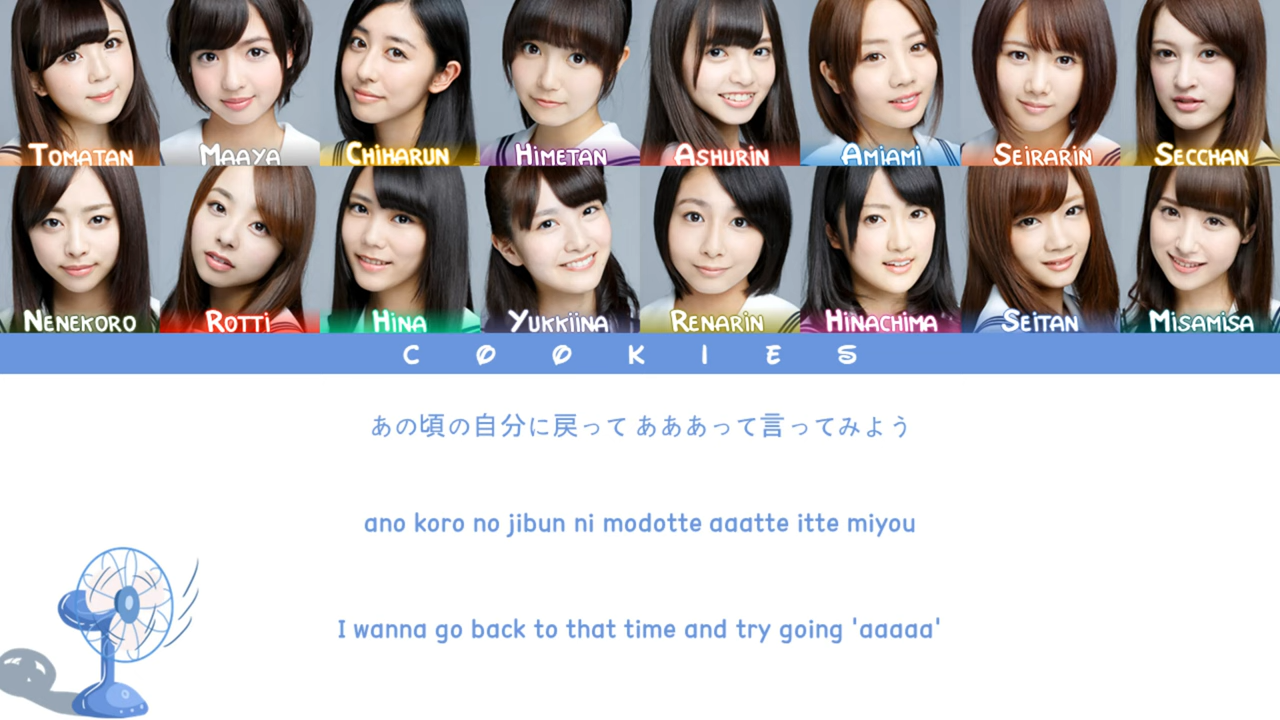 Tomatan Maaya Chiharun Himetan Ashurin Amiami Seirarin Secchan
Nenekoro Rotti Hina Yukkiina Renarin Hinachima Seitan Misamisa
COOKIES
あの頃の自分に戻って あああって言ってみよう
ano koro no jibun ni modotte aaatte itte miyou
I wanna go back to that time and try going 'aaaaa'